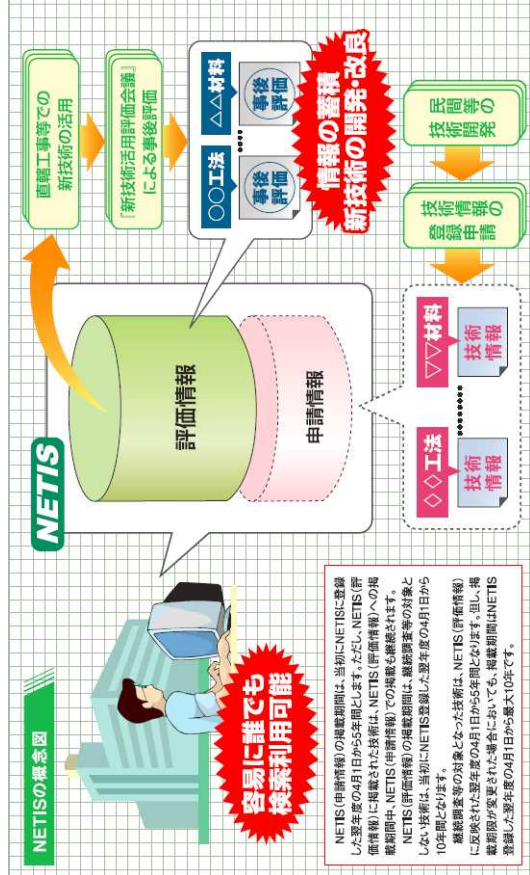 NETISの概念図
容易に誰でも
検索利用可能
NETIS(申請情報)の掲載期間は、当初にNETISに登録
した翌年度の4月1日から5年間とします。ただし、NETIS(評
価情報)に掲載された技術は、NETIS(評価情報)への掲
載期間中、NETIS(申請情報)での掲載も継続されます。
NETIS(評価情報)の掲載期間は、継続調査等の対象と
しない技術は、当初にNETIS登録した翌年度の4月1日から
10年間となります。
継続調査等の対象となった技術は、NETIS(評価情報)
に反映された翌年度の4月1日から5年間となります。但し、掲
載期限が変更された場合においても、掲載期間はNETIS
登録した翌年度の4月1日から最大10年です。
NETIS
評価情報
申請情報
◇◇工法
技術
情報
▽▽材料
技術
情報
直轄工事等での
新技術の活用
『新技術活用評価会議』
による事後評価
○○工法
事後
評価
△△材料
事後
評価
情報の蓄積
新技術の開発・改良
民間等の
技術開発
技術情報の
登録申請